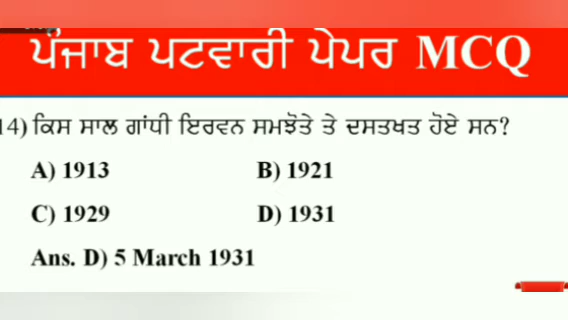 ਪੰਜਾਬ ਪਟਵਾਰੀ ਪੇਪਰ MCQ
14) ਕਿਸ ਸਾਲ ਗਾਂਧੀ ਇਰਵਨ ਸਮਝੋਤੇ ਤੇ ਦਸਤਖਤ ਹੋਏ ਸਨ?
A) 1913 B) 1921
C) 1929 D) 1931
Ans. D) 5 March 1931